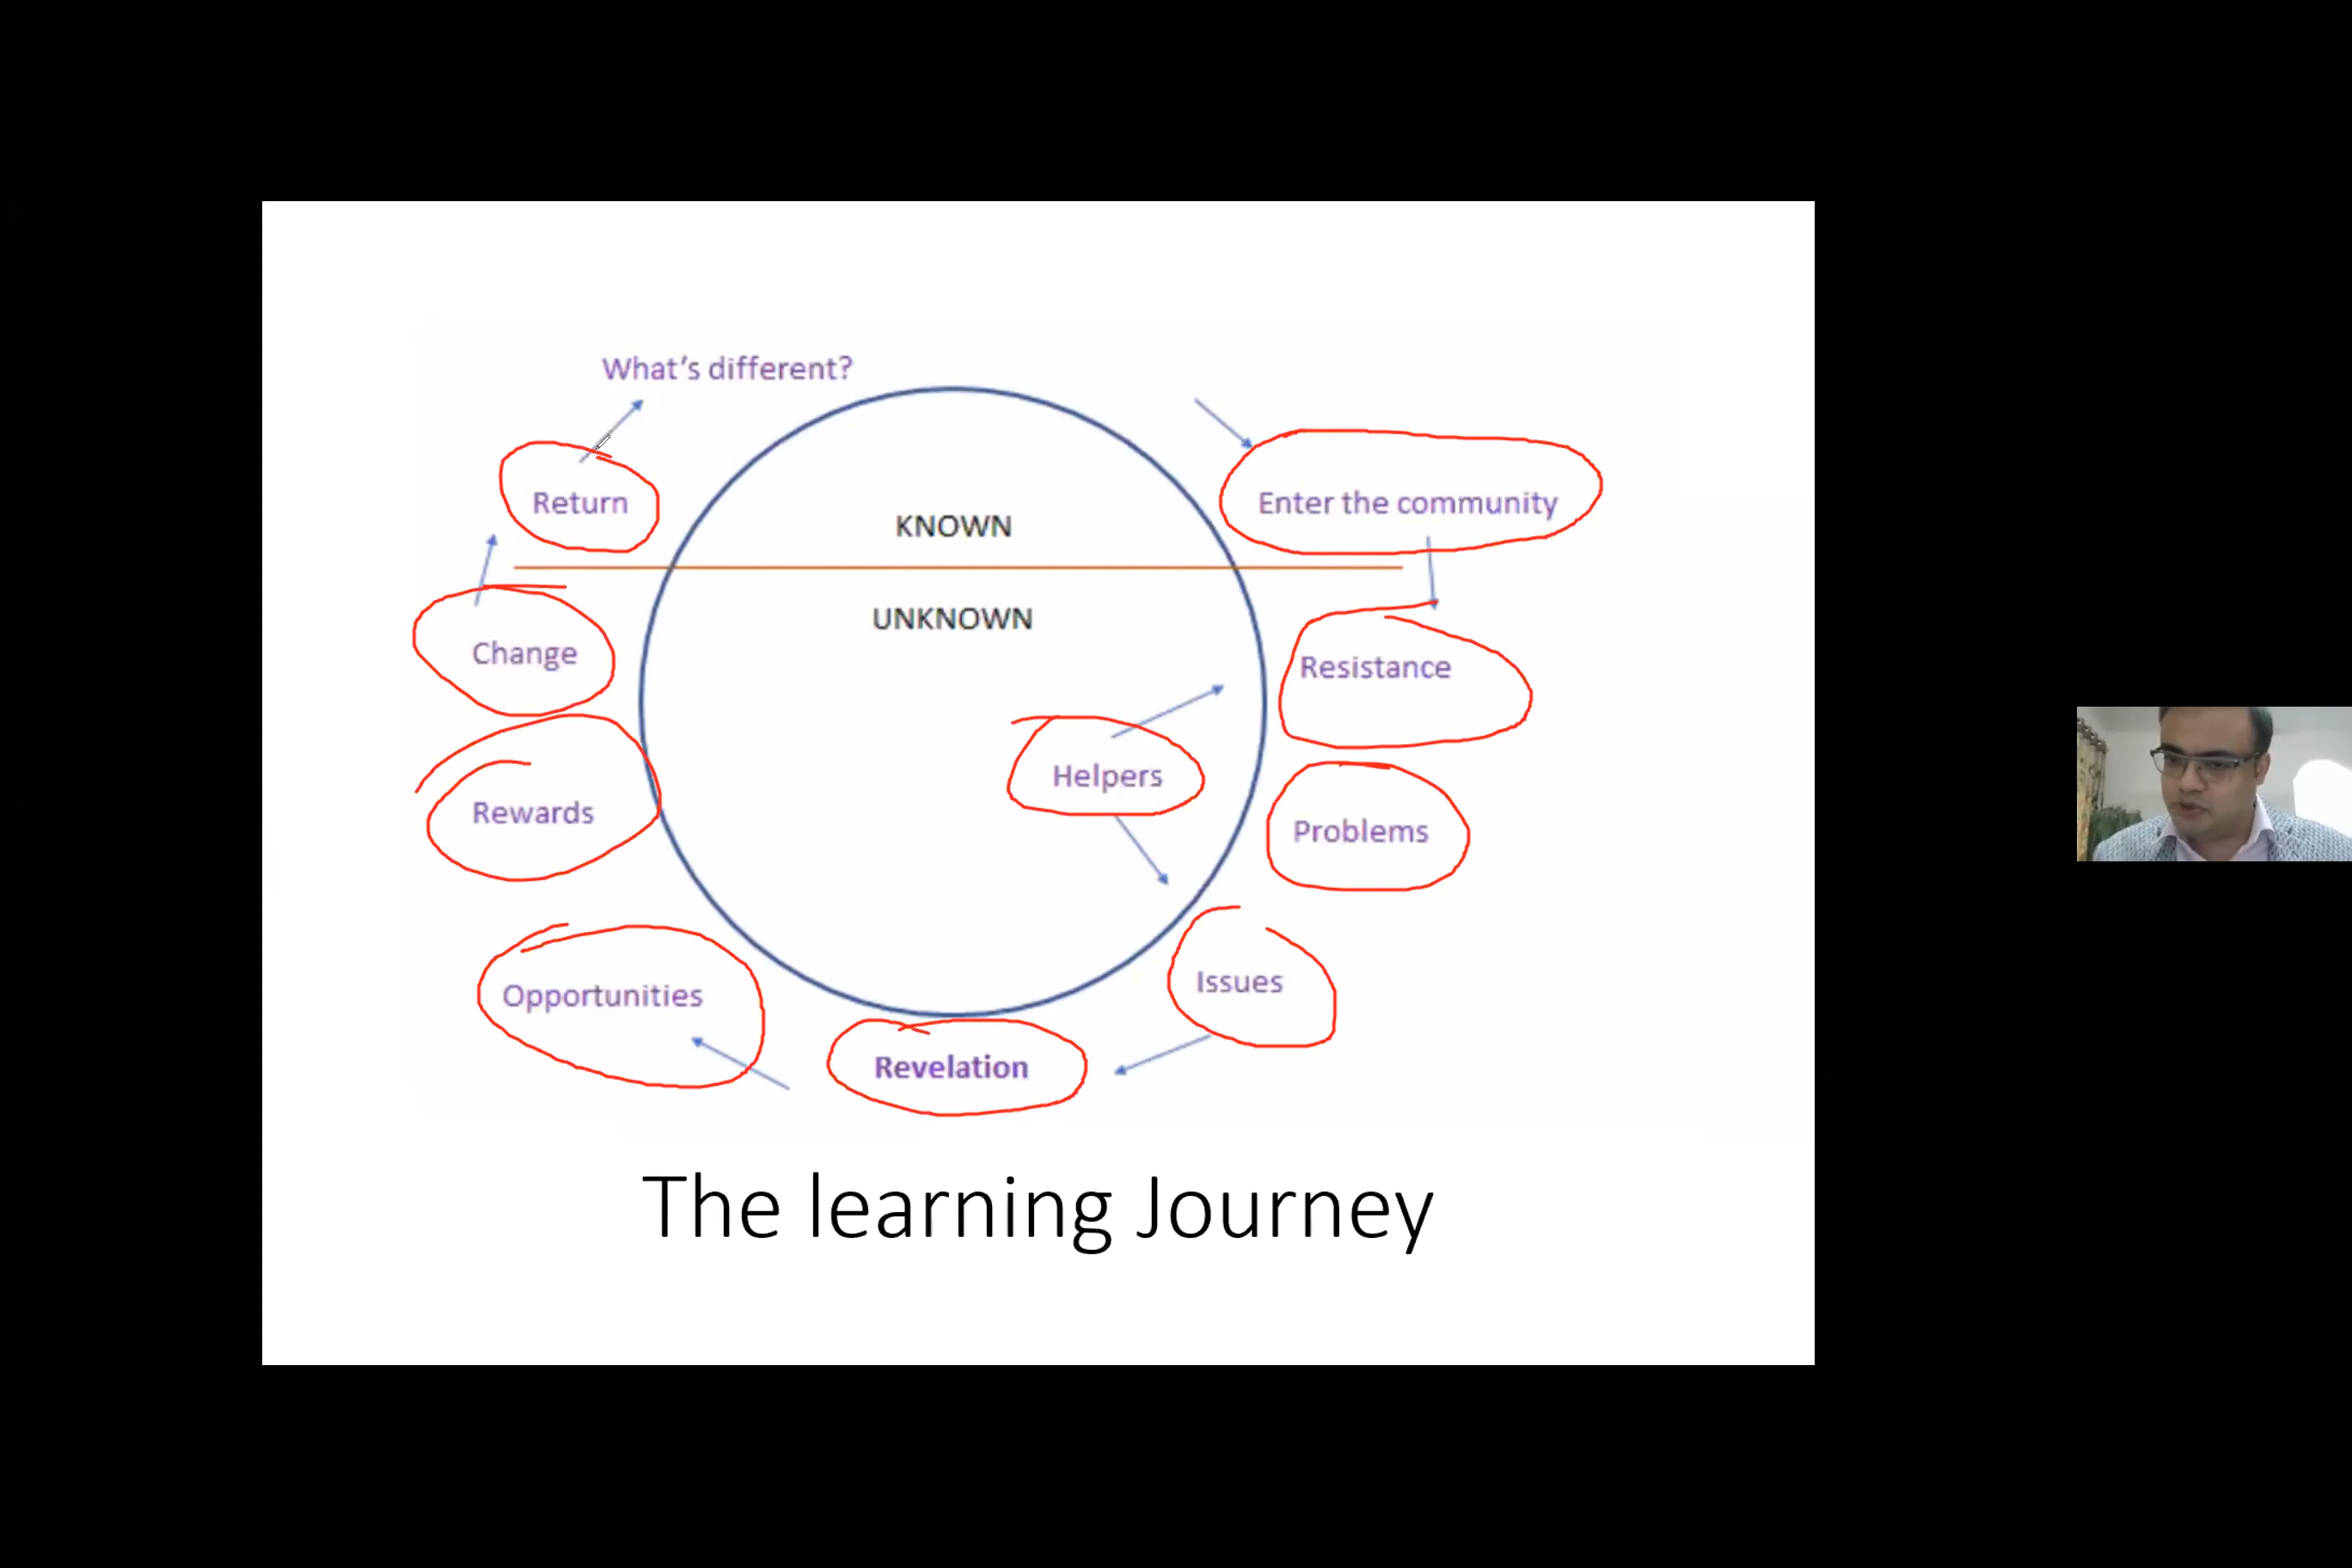 What's different?
Return
Enter the community
KNOWN
UNKNOWN
Change
Resistance
Helpers
Rewards
Problems
Issues
Opportunities
Revelation
The learning Journey